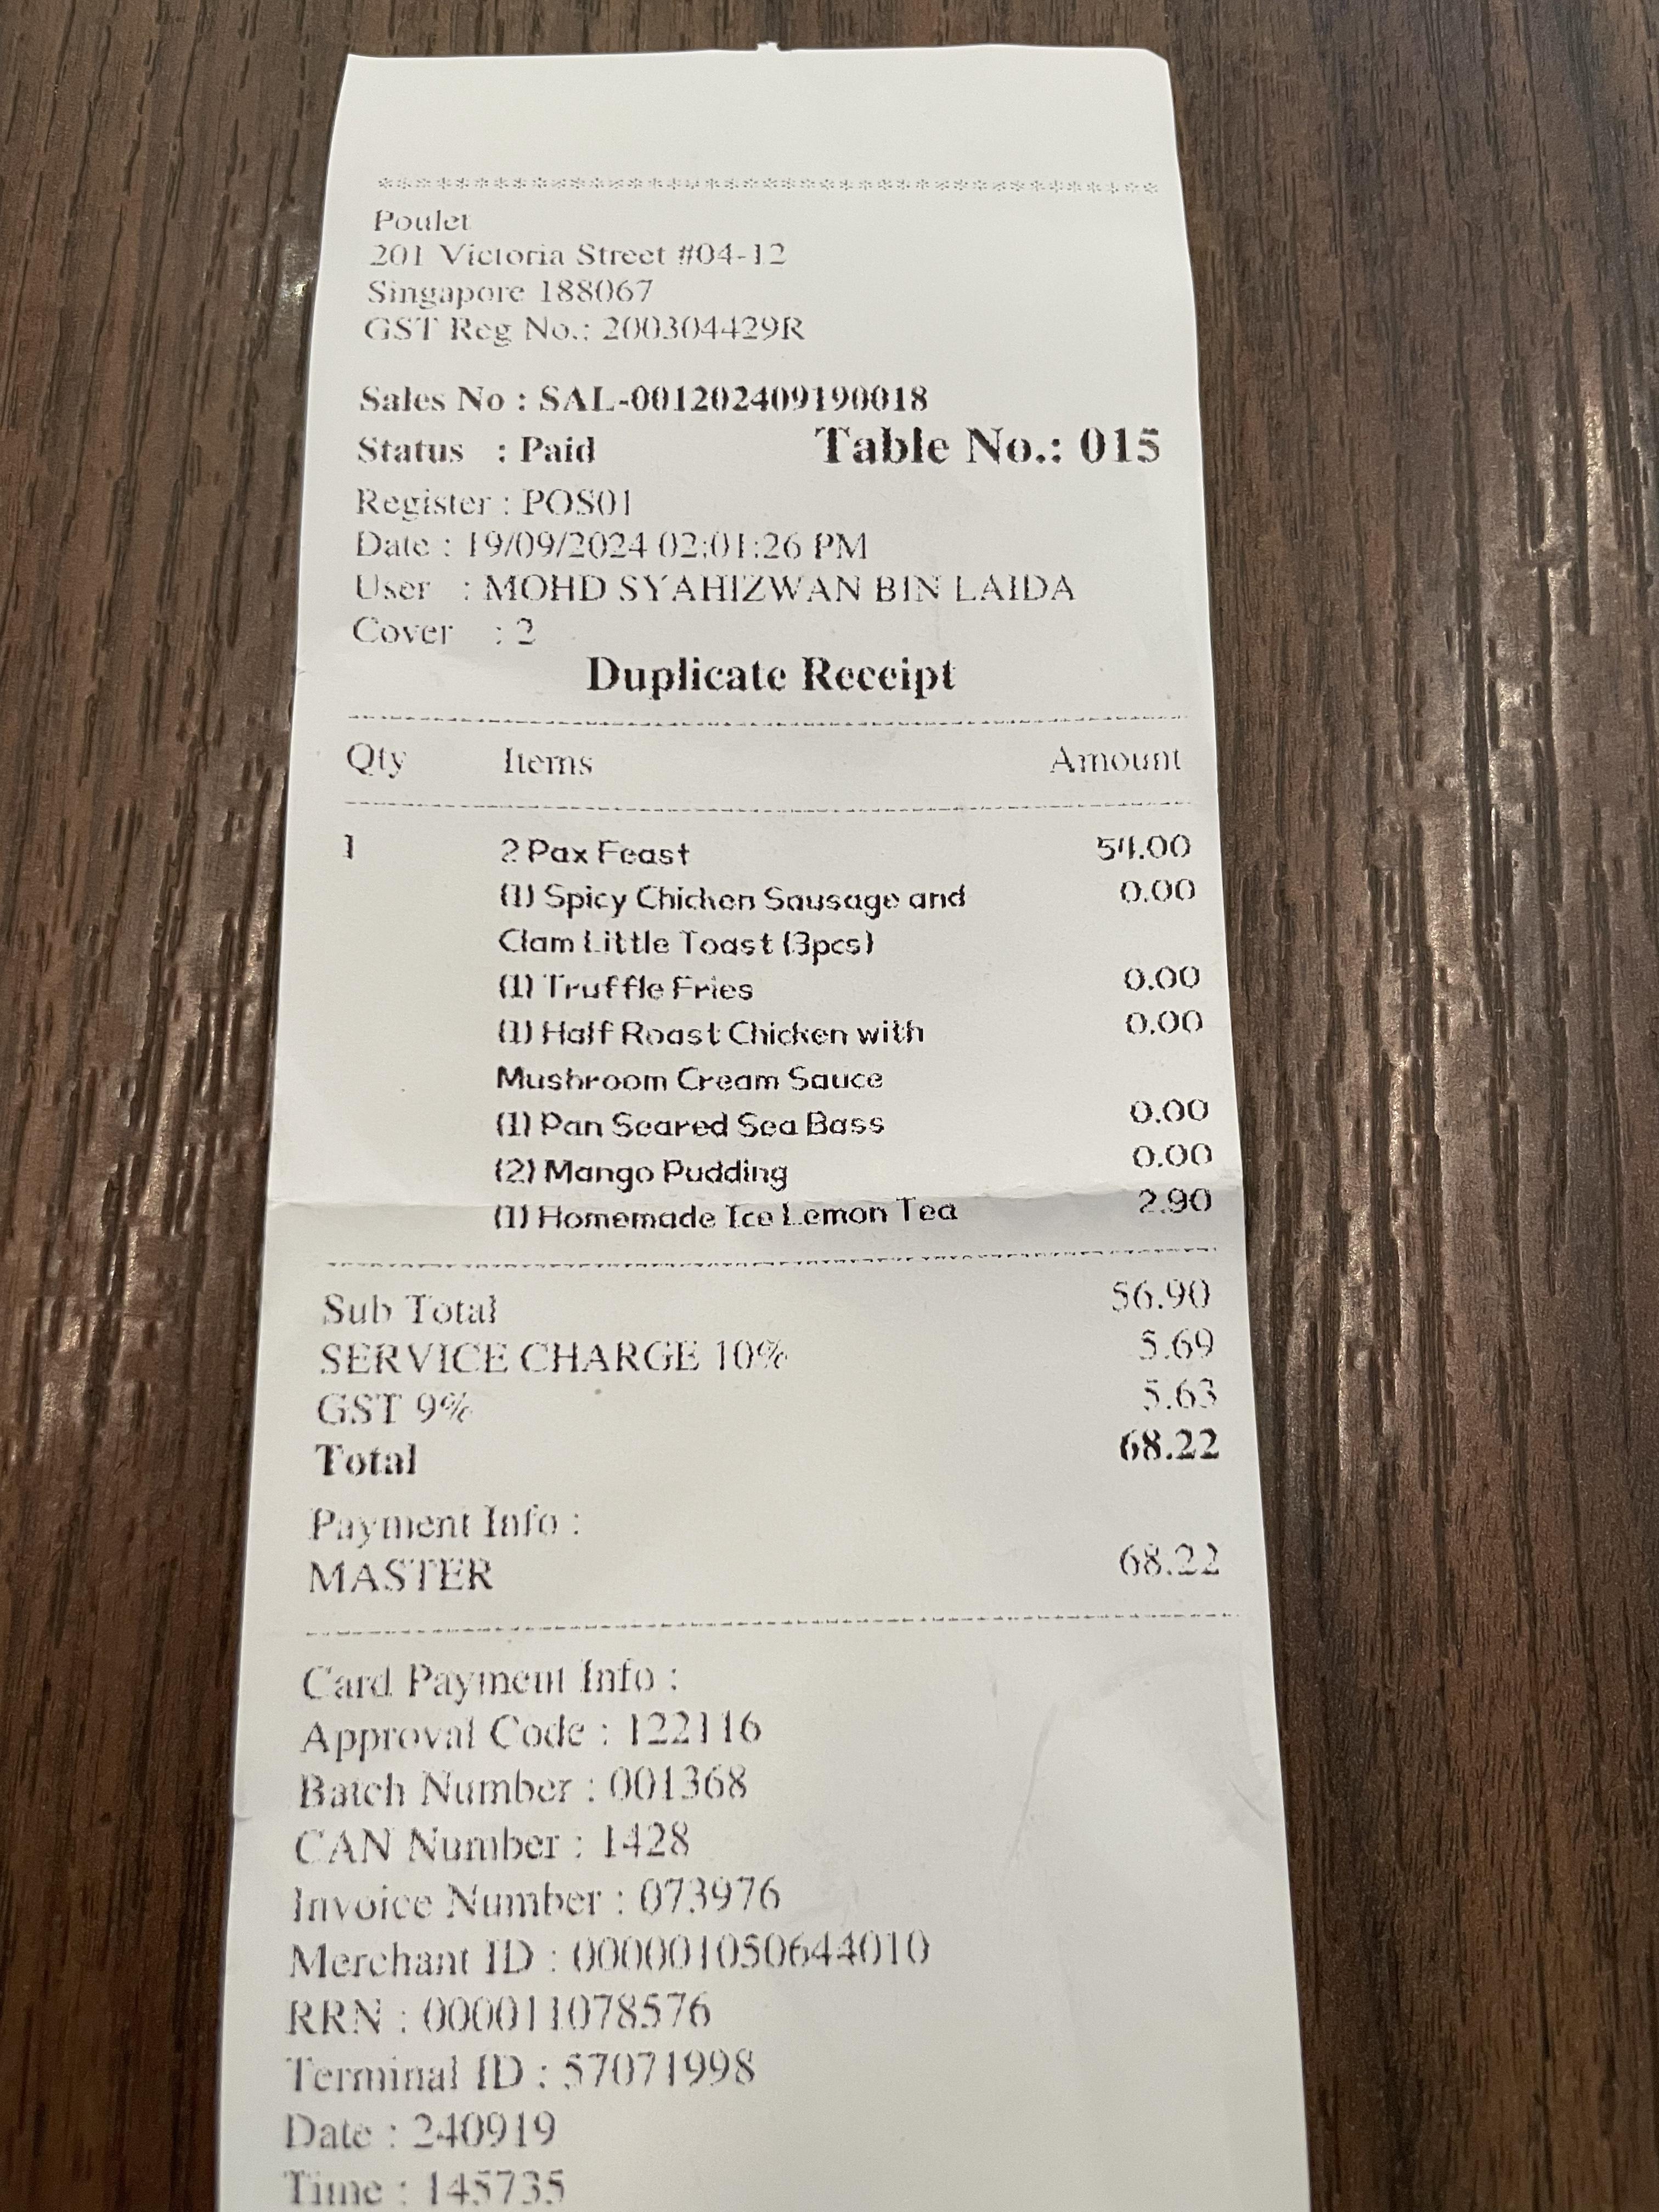 ********************************************
Poulet
201 Victoria Street #04-12
Singapore 188067
GST Reg No.: 200304429R
Sales No : SAL-001202409190018
Status : Paid Table No.: 015
Register : POS01
Date : 19/09/2024 02:01:26 PM
User : MOHD SYAHIZWAN BIN LAIDA
Cover : 2
Duplicate Receipt
Qty Items Amount
1 2 Pax Feast 54.00
(1) Spicy Chicken Sausage and 0.00
Clam Little Toast (3pcs)
(1) Truffle Fries 0.00
(1) Half Roast Chicken with 0.00
Mushroom Cream Sauce
(1) Pan Seared Sea Bass 0.00
(2) Mango Pudding 0.00
(1) Homemade Ice Lemon Tea 2.90
Sub Total 56.90
SERVICE CHARGE 10% 5.69
GST 9% 5.63
Total 68.22
Payment Info :
MASTER 68.22
Card Payment Info :
Approval Code : 122116
Batch Number : 001368
CAN Number : 1428
Invoice Number : 073976
Merchant ID : 000001050644010
RRN : 000011078576
Terminal ID : 57071998
Date : 240919
Time : 145735